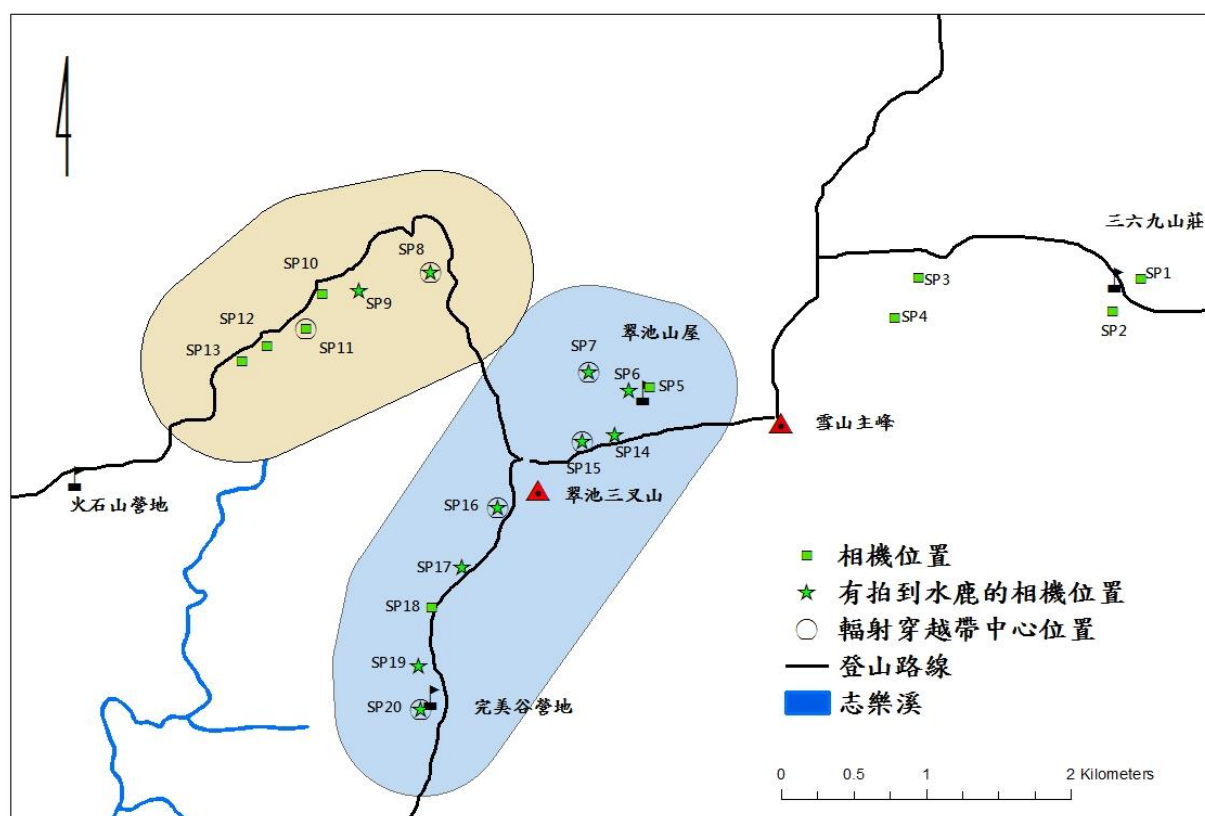 三六九山莊
SP1
SP2
SP3
SP4
SP8
SP10
SP9
SP12
SP11
SP13
翠池山屋
SP7
SP6
SP5
SP14
SP15
雪山主峰
火石山營地
翠池三叉山
SP16
SP17
SP18
SP19
SP20
完美谷營地
相機位置
有拍到水鹿的相機位置
輻射穿越帶中心位置
登山路線
志樂溪
0 0.5 1 2 Kilometers